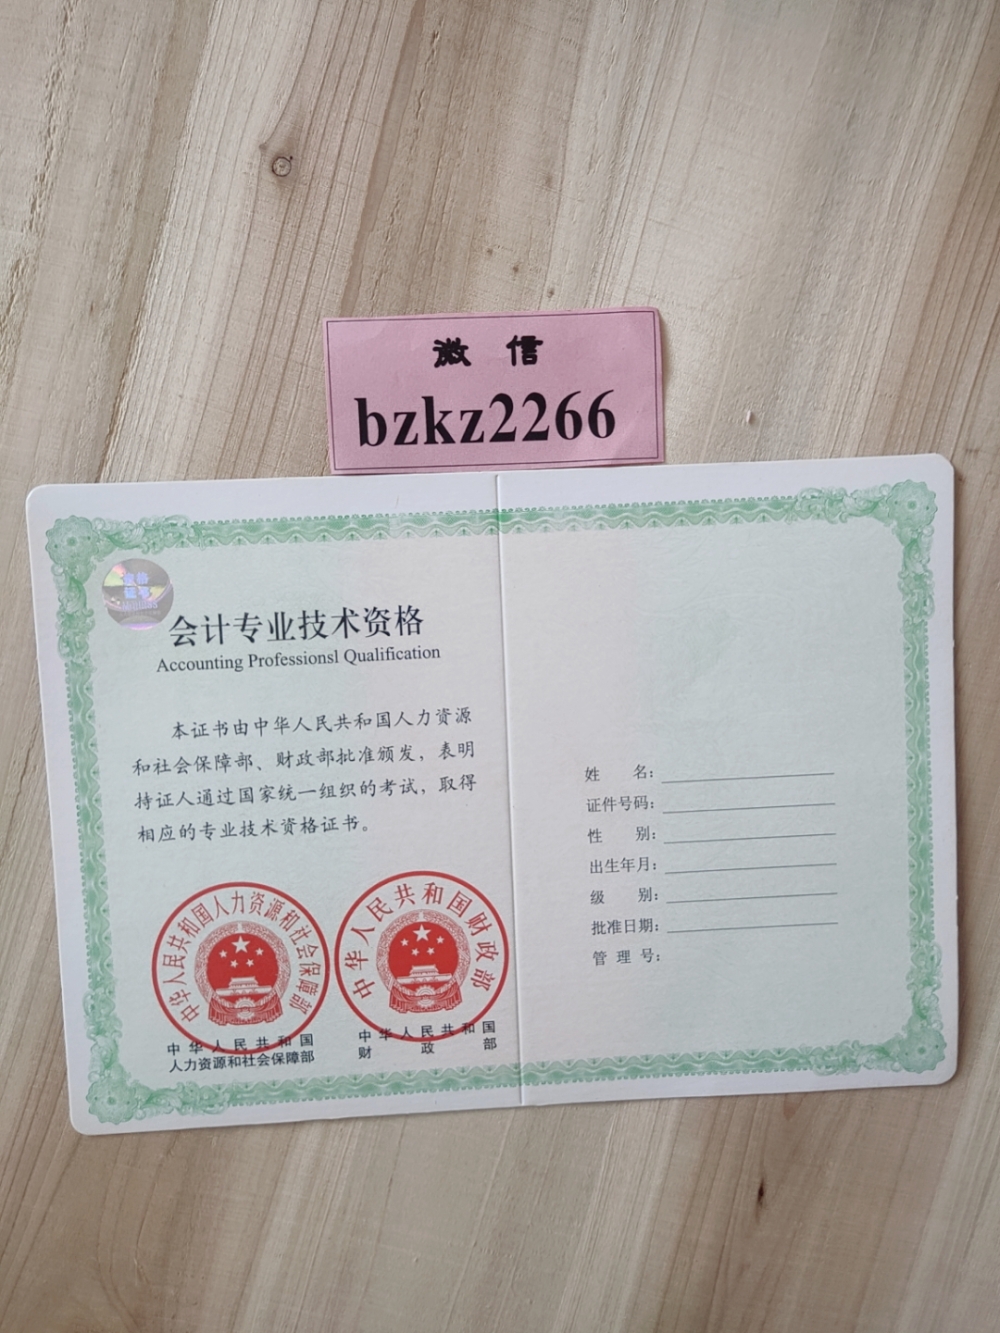 微 信
bzkz2266
会计专业技术资格
Accounting Professionsl Qualification
本证书由中华人民共和国人力资源
和社会保障部、财政部批准颁发，表明
持证人通过国家统一组织的考试，取得
相应的专业技术资格证书。
中华人民共和国人力资源和社会保障部
中华人民共和国财政部
中华人民共和国
人力资源和社会保障部
中华人民共和国
财 政 部
姓 名：
证件号码：
性 别：
出生年月：
级 别：
批准日期：
管 理 号：